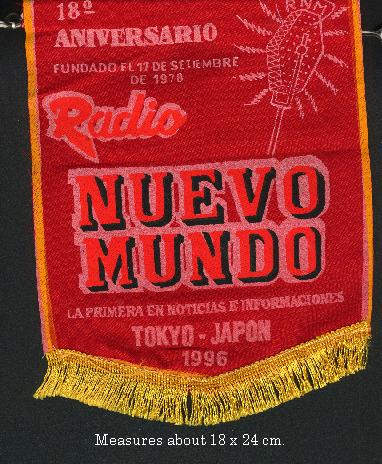 18º
ANIVERSARIO
FUNDADO EL 17 DE SETIEMBRE
DE 1978
RNM
Radio
NUEVO
MUNDO
LA PRIMERA EN NOTICIAS E INFORMACIONES
TOKYO - JAPON
1996
Measures about 18 x 24 cm.